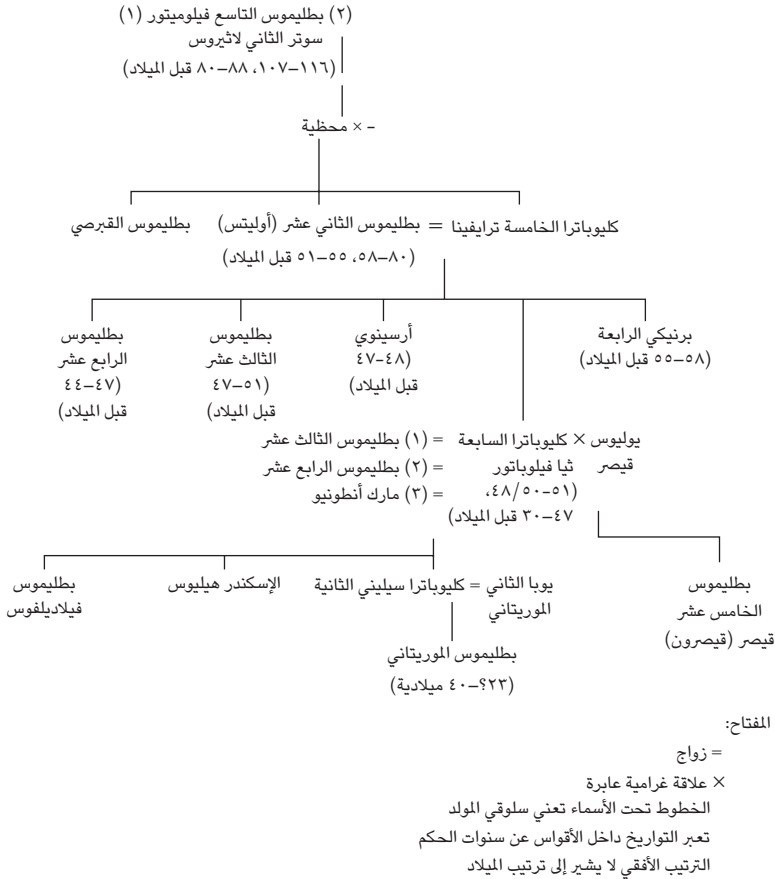 (٢) بطليموس التاسع فيلوميتور (١)
سوتر الثاني لاثيروس
(١١٦–١٠٧، ٨٨–٨٠ قبل الميلاد)
– × محظية
كليوباترا الخامسة ترايفينا = بطليموس الثاني عشر (أوليتس)
بطليموس القبرصي
(٨٠–٥٨، ٥٥–٥١ قبل الميلاد)
برنيكي الرابعة
(٥٨–٥٥ قبل الميلاد)
أرسينوي
(٤٨–٤٧
قبل الميلاد)
بطليموس
الثالث عشر
(٥١–٤٧
قبل الميلاد)
بطليموس
الرابع عشر
(٤٧–٤٤
قبل الميلاد)
يوليوس × كليوباترا السابعة = (١) بطليموس الثالث عشر
قيصر ثيا فيلوباتور = (٢) بطليموس الرابع عشر
(٥١-٥٠/٤٨، = (٣) مارك أنطونيو
٤٧–٣٠ قبل الميلاد)
بطليموس
الخامس عشر
قيصر (قيصرون)
يوبا الثاني = كليوباترا سيليني الثانية
الموريتاني
الإسكندر هيليوس
بطليموس
فيلاديلفوس
بطليموس الموريتاني
(٢٣؟–٤٠ ميلادية)
المفتاح:
= زواج
× علاقة غرامية عابرة
الخطوط تحت الأسماء تعني سلوقي المولد
تعبر التواريخ داخل الأقواس عن سنوات الحكم
الترتيب الأفقي لا يشير إلى ترتيب الميلاد